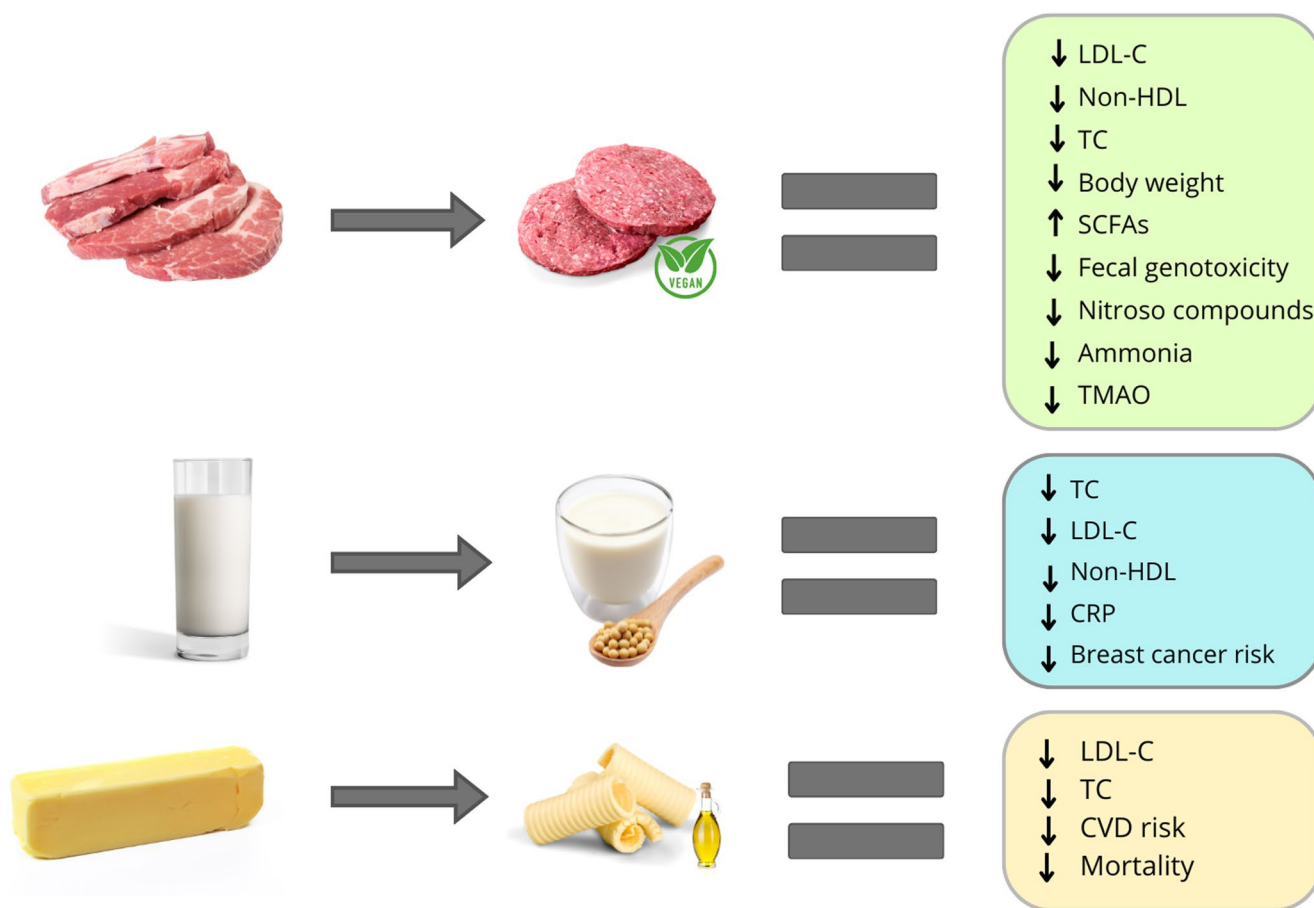 ↓ LDL-C
↓ Non-HDL
↓ TC
↓ Body weight
↑ SCFAs
↓ Fecal genotoxicity
↓ Nitroso compounds
↓ Ammonia
↓ TMAO
VEGAN
↓ TC
↓ LDL-C
↓ Non-HDL
↓ CRP
↓ Breast cancer risk
↓ LDL-C
↓ TC
↓ CVD risk
↓ Mortality